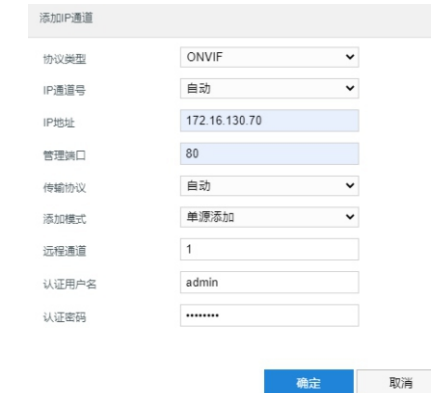 添加IP通道
协议类型 ONVIF
IP通道号 自动
IP地址 172.16.130.70
管理端口 80
传输协议 自动
添加模式 单源添加
远程通道 1
认证用户名 admin
认证密码 ••••••••
确定 取消